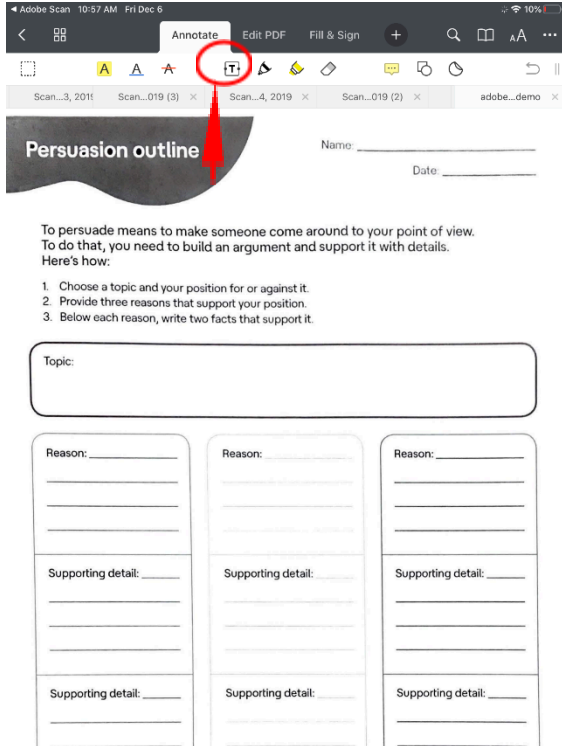 ◀ Adobe Scan 10:57 AM Fri Dec 6 10%
Annotate Edit PDF Fill & Sign +
AA
A A A T
Scan...3, 2019 Scan...019 (3) × Scan...4, 2019 × Scan...019 (2) × adobe...demo ×
Persuasion outline
Name:
Date:
To persuade means to make someone come around to your point of view.
To do that, you need to build an argument and support it with details.
Here's how:
1. Choose a topic and your position for or against it.
2. Provide three reasons that support your position.
3. Below each reason, write two facts that support it.
Topic:
Reason: Reason: Reason:
Supporting detail: Supporting detail: Supporting detail:
Supporting detail: Supporting detail: Supporting detail: